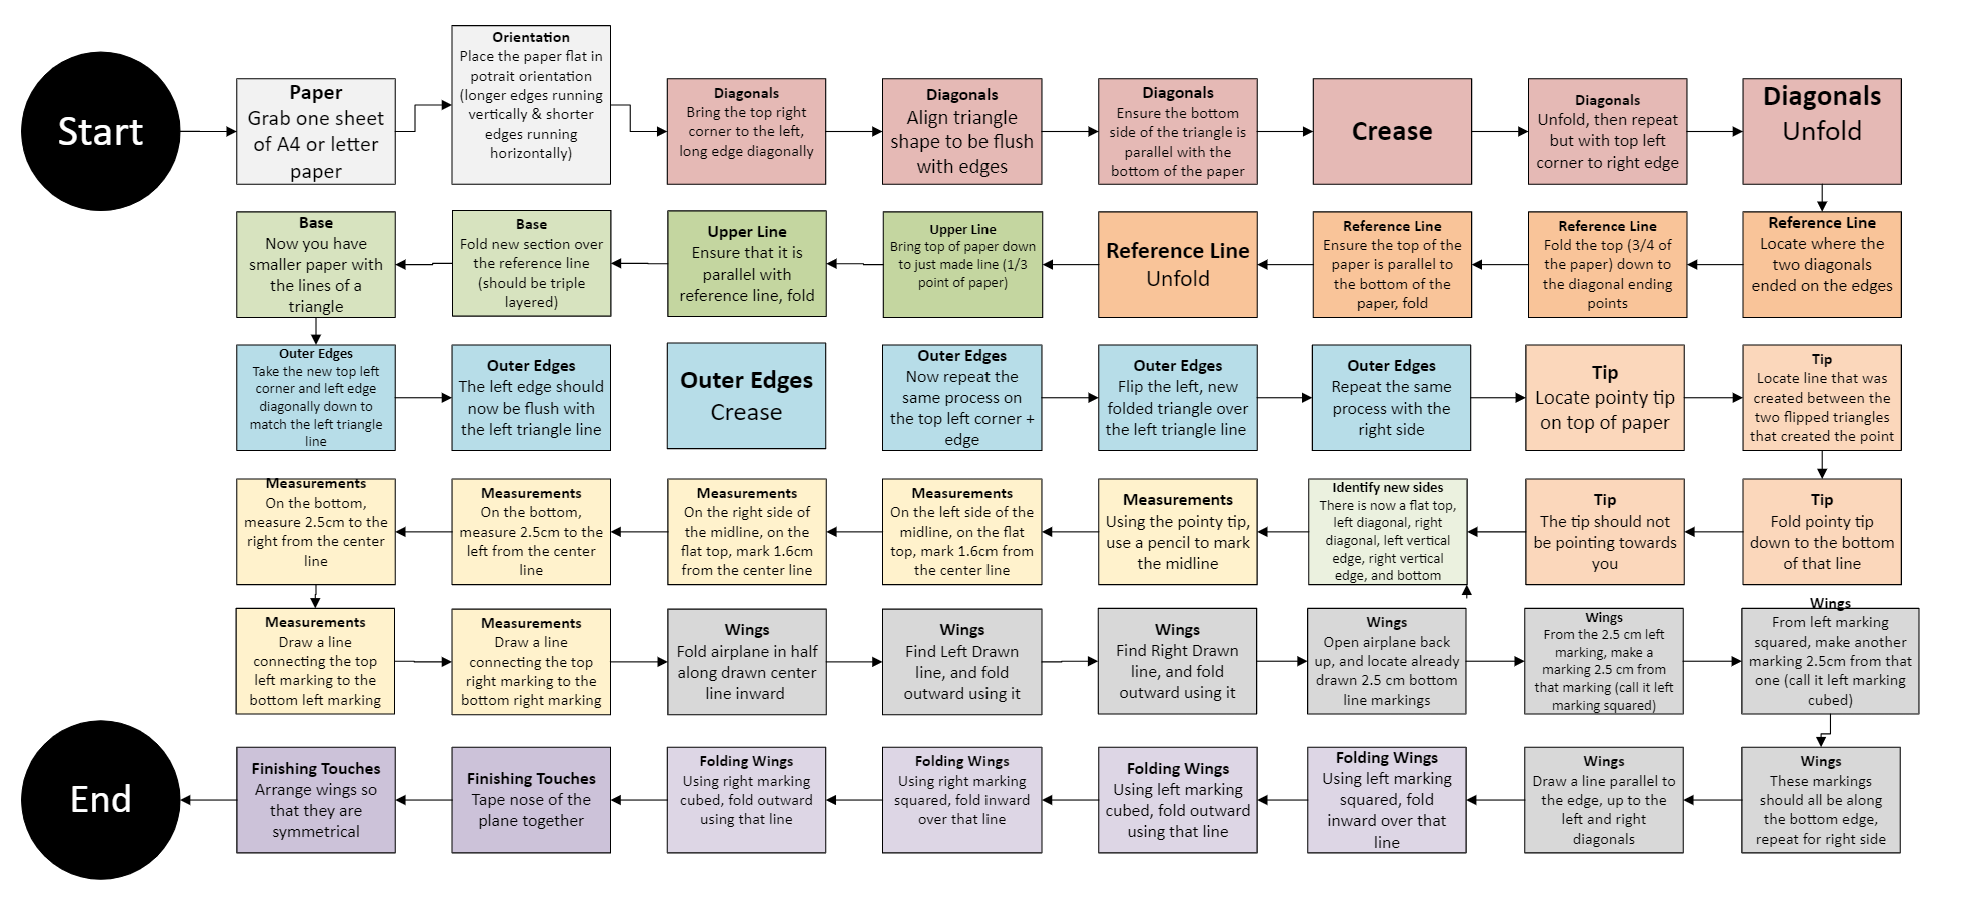 Start
Paper
Grab one sheet
of A4 or letter
paper
Orientation
Place the paper flat in
potrait orientation
(longer edges running
vertically & shorter
edges running
horizontally)
Diagonals
Bring the top right
corner to the left,
long edge diagonally
Diagonals
Align triangle
shape to be flush
with edges
Diagonals
Ensure the bottom
side of the triangle is
parallel with the
bottom of the paper
Crease
Diagonals
Unfold, then repeat
but with top left
corner to right edge
Diagonals
Unfold
Reference Line
Locate where the
two diagonals
ended on the edges
Reference Line
Fold the top (3/4 of
the paper) down to
the diagonal ending
points
Reference Line
Ensure the top of the
paper is parallel to
the bottom of the
paper, fold
Reference Line
Unfold
Upper Line
Bring top of paper down
to just made line (1/3
point of paper)
Upper Line
Ensure that it is
parallel with
reference line, fold
Base
Fold new section over
the reference line
(should be triple
layered)
Base
Now you have
smaller paper with
the lines of a
triangle
Outer Edges
Take the new top left
corner and left edge
diagonally down to
match the left triangle
line
Outer Edges
The left edge should
now be flush with
the left triangle line
Outer Edges
Crease
Outer Edges
Now repeat the
same process on
the top left corner +
edge
Outer Edges
Flip the left, new
folded triangle over
the left triangle line
Outer Edges
Repeat the same
process with the
right side
Tip
Locate pointy tip
on top of paper
Tip
Locate line that was
created between the
two flipped triangles
that created the point
Tip
Fold pointy tip
down to the bottom
of that line
Tip
The tip should not
be pointing towards
you
Identify new sides
There is now a flat top,
left diagonal, right
diagonal, left vertical
edge, right vertical
edge, and bottom
Measurements
Using the pointy tip,
use a pencil to mark
the midline
Measurements
On the left side of the
midline, on the flat
top, mark 1.6cm from
the center line
Measurements
On the right side of
the midline, on the
flat top, mark 1.6cm
from the center line
Measurements
On the bottom,
measure 2.5cm to the
left from the center
line
Measurements
On the bottom,
measure 2.5cm to the
right from the center
line
Measurements
Draw a line
connecting the top
left marking to the
bottom left marking
Measurements
Draw a line
connecting the top
right marking to the
bottom right marking
Wings
Fold airplane in half
along drawn center
line inward
Wings
Find Left Drawn
line, and fold
outward using it
Wings
Find Right Drawn
line, and fold
outward using it
Wings
Open airplane back
up, and locate already
drawn 2.5 cm bottom
line markings
Wings
From the 2.5 cm left
marking, make a
marking 2.5 cm from
that marking (call it left
marking squared)
Wings
From left marking
squared, make another
marking 2.5cm from that
one (call it left marking
cubed)
Wings
These markings
should all be along
the bottom edge,
repeat for right side
Wings
Draw a line parallel to
the edge, up to the
left and right
diagonals
Folding Wings
Using left marking
squared, fold
inward over that
line
Folding Wings
Using left marking
cubed, fold outward
using that line
Folding Wings
Using right marking
squared, fold inward
over that line
Folding Wings
Using right marking
cubed, fold outward
using that line
Finishing Touches
Tape nose of the
plane together
Finishing Touches
Arrange wings so
that they are
symmetrical
End